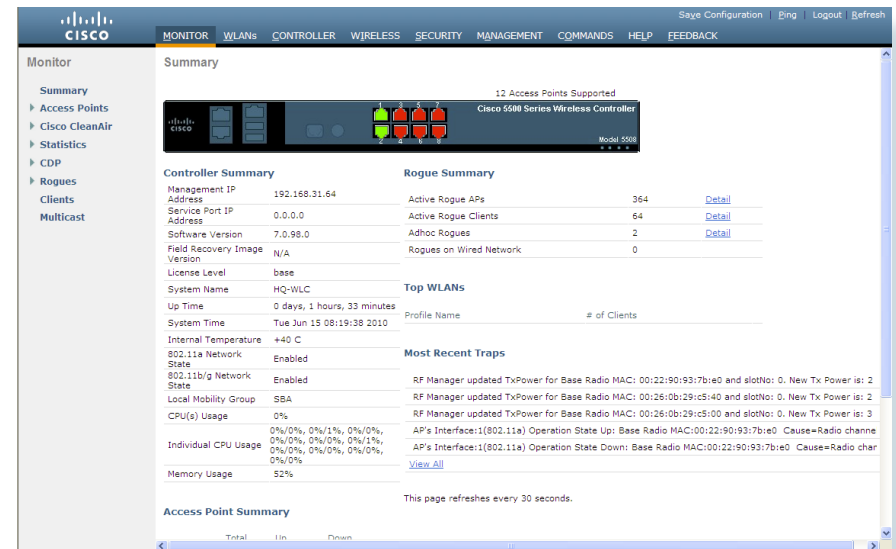 Save Configuration | Ping | Logout | Refresh
CISCO
MONITOR WLANs CONTROLLER WIRELESS SECURITY MANAGEMENT COMMANDS HELP FEEDBACK
Monitor
Summary
Access Points
Cisco CleanAir
Statistics
CDP
Rogues
Clients
Multicast
Summary
12 Access Points Supported
CISCO
1 3 5 7
2 4 6 8
Cisco 5500 Series Wireless Controller
Model 5508
Controller Summary
Management IP
Address 192.168.31.64
Service Port IP
Address 0.0.0.0
Software Version 7.0.98.0
Field Recovery Image
Version N/A
License Level base
System Name HQ-WLC
Up Time 0 days, 1 hours, 33 minutes
System Time Tue Jun 15 08:19:38 2010
Internal Temperature +40 C
802.11a Network
State Enabled
802.11b/g Network
State Enabled
Local Mobility Group SBA
CPU(s) Usage 0%
Individual CPU Usage 0%/0%, 0%/1%, 0%/0%,
0%/0%, 0%/0%, 0%/1%,
0%/0%, 0%/0%, 0%/0%,
0%/0%
Memory Usage 52%
Access Point Summary
Total Up Down
Rogue Summary
Active Rogue APs 364 Detail
Active Rogue Clients 64 Detail
Adhoc Rogues 2 Detail
Rogues on Wired Network 0
Top WLANs
Profile Name # of Clients
Most Recent Traps
RF Manager updated TxPower for Base Radio MAC: 00:22:90:93:7b:e0 and slotNo: 0. New Tx Power is: 2
RF Manager updated TxPower for Base Radio MAC: 00:26:0b:29:c5:40 and slotNo: 0. New Tx Power is: 2
RF Manager updated TxPower for Base Radio MAC: 00:26:0b:29:c5:00 and slotNo: 0. New Tx Power is: 3
AP's Interface:1(802.11a) Operation State Up: Base Radio MAC:00:22:90:93:7b:e0 Cause=Radio channe
AP's Interface:1(802.11a) Operation State Down: Base Radio MAC:00:22:90:93:7b:e0 Cause=Radio char
View All
This page refreshes every 30 seconds.